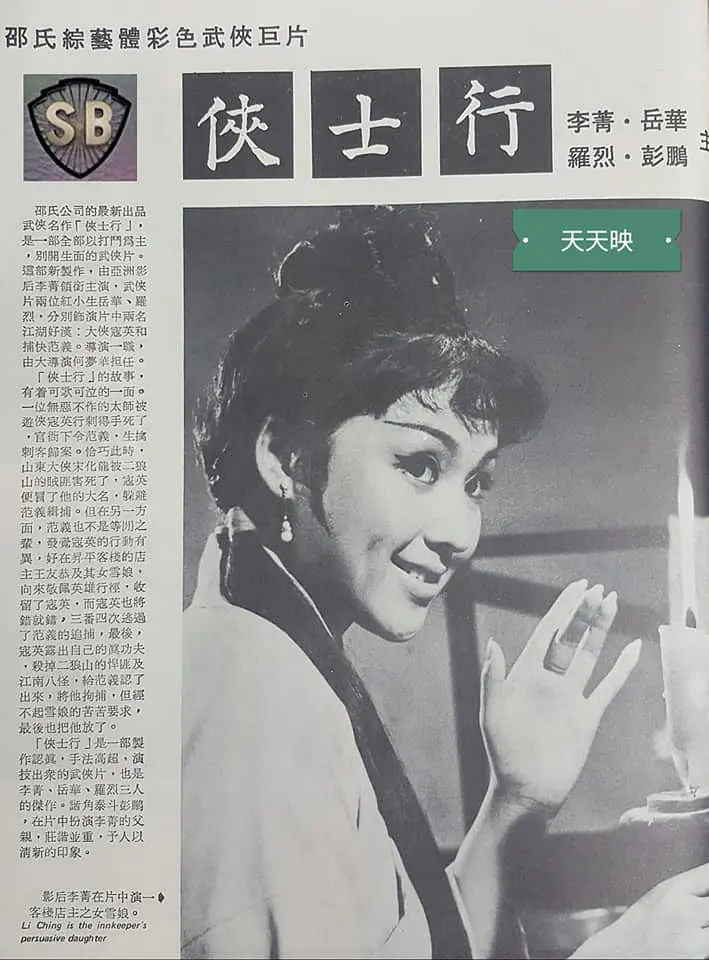 邵氏綜藝體彩色武俠巨片
SB
俠士行
李菁·岳華
羅烈·彭鵬
主
天天映
邵氏公司的最新出品
武俠名作「俠士行」,
是一部全部以打鬥爲主
,別開生面的武俠片。
這部新製作,由亞洲影
后李菁領銜主演,武俠
片兩位紅小生岳華、羅
烈,分別飾演片中兩名
江湖好漢:大俠寇英和
捕快范義。導演一職,
由大導演何夢華担任。
「俠士行」的故事,
有着可歌可泣的一面。
一位無惡不作的太師被
遊俠寇英行刺得手死了
,官衙下令范義,生擒
刺客歸案。恰巧此時,
山東大俠宋化龍被二狼
山的賊匪害死了,寇英
便冒了他的大名,躲避
范義緝捕。但在另一方
面,范義也不是等閒之
輩,發覺寇英的行動有
異,好在昇平客棧的店
主王友恭及其女雪娘,
向來敬佩英雄行徑,收
留了寇英,而寇英也將
錯就錯,三番四次逃過
了范義的追捕,最後,
寇英露出自己的眞功夫
,殺掉二狼山的悍匪及
江南八怪,給范義認了
出來,將他拘捕,但經
不起雪娘的苦苦要求,
最後也把他放了。
「俠士行」是一部製
作認眞,手法高超,演
技出衆的武俠片,也是
李菁、岳華、羅烈三人
的傑作。諧角泰斗彭鵬
,在片中扮演李菁的父
親,莊諧並重,予人以
清新的印象。
影后李菁在片中演一
客棧店主之女雪娘。
Li Ching is the innkeeper's
persuasive daughter